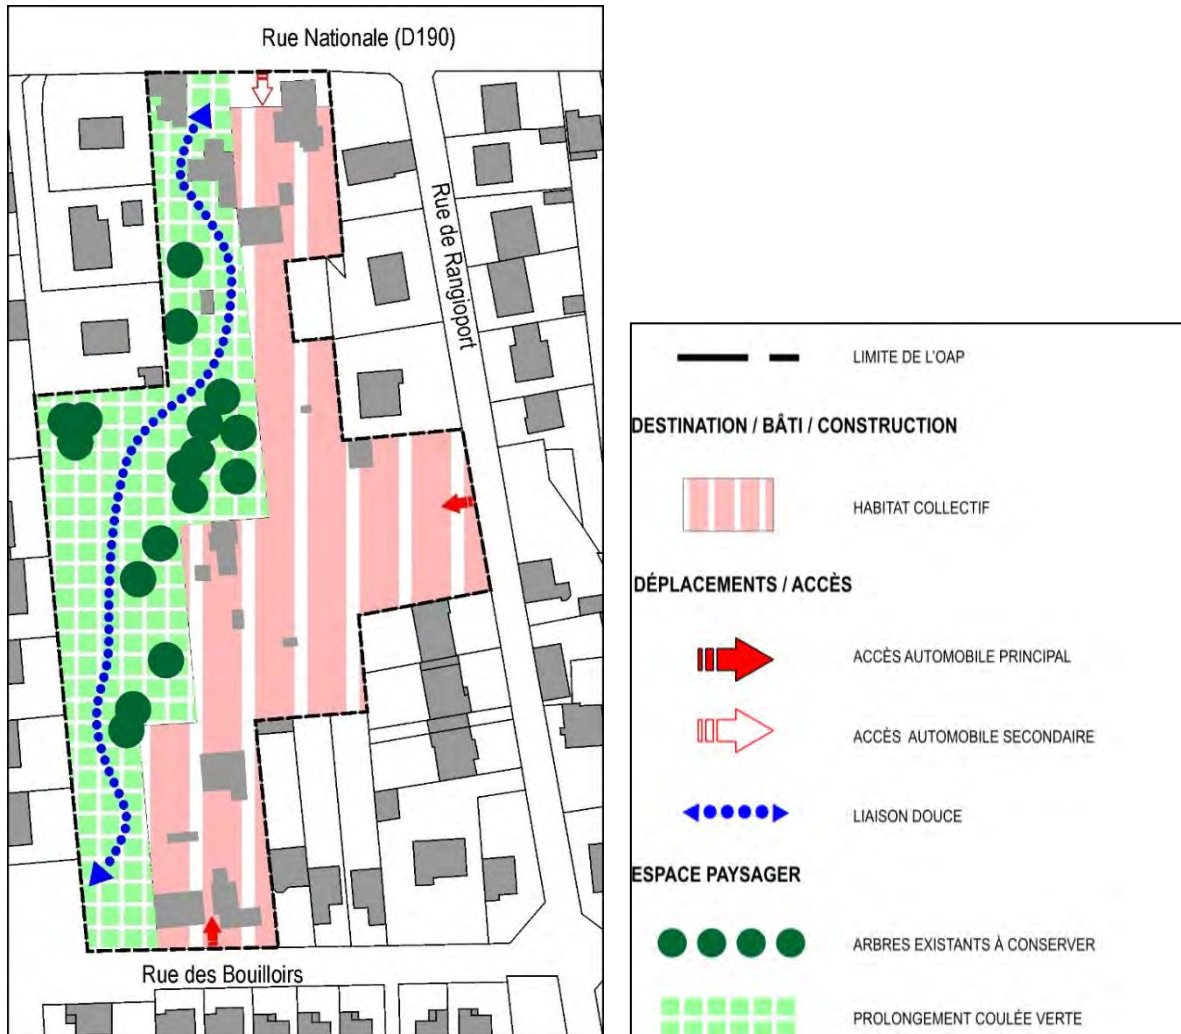 Rue Nationale (D190)
Rue de Rangioport
Rue des Bouilloirs
LIMITE DE L'OAP
DESTINATION / BÂTI / CONSTRUCTION
HABITAT COLLECTIF
DÉPLACEMENTS / ACCÈS
ACCÈS AUTOMOBILE PRINCIPAL
ACCÈS AUTOMOBILE SECONDAIRE
LIAISON DOUCE
ESPACE PAYSAGER
ARBRES EXISTANTS À CONSERVER
PROLONGEMENT COULÉE VERTE